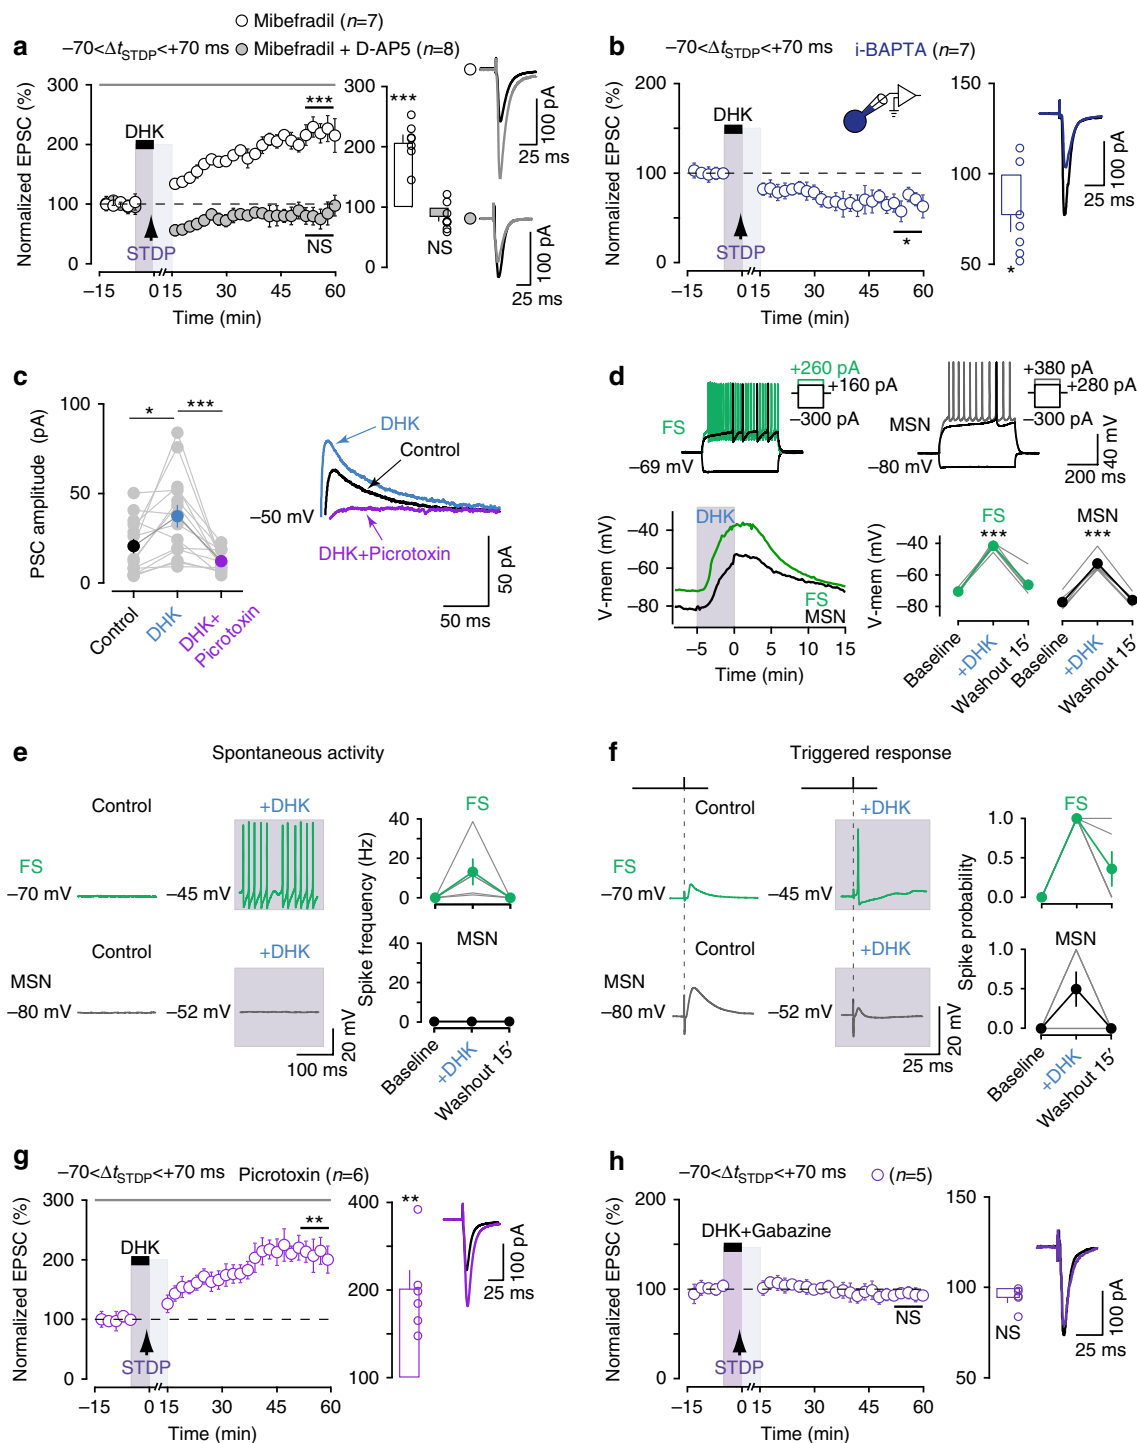 a
−70<ΔtSTDP<+70 ms
Mibefradil (n=7)
Mibefradil + D-AP5 (n=8)
Normalized EPSC (%)
300
200
100
0
DHK
STDP
***
NS
−15
0
15
30
45
60
Time (min)
300
200
100
0
***
NS
100 pA
25 ms
100 pA
25 ms
b
−70<ΔtSTDP<+70 ms
i-BAPTA (n=7)
Normalized EPSC (%)
200
100
0
DHK
STDP
*
−15
0
15
30
45
60
Time (min)
150
100
50
*
100 pA
25 ms
c
PSC amplitude (pA)
100
50
0
*
***
Control
DHK
DHK+
Picrotoxin
DHK
Control
−50 mV
DHK+Picrotoxin
50 pA
50 ms
d
FS
−69 mV
+260 pA
+160 pA
−300 pA
MSN
−80 mV
+380 pA
+280 pA
−300 pA
40 mV
200 ms
V-mem (mV)
−40
−60
−80
DHK
FS
MSN
−5
0
5
10
15
Time (min)
V-mem (mV)
−40
−60
−80
FS
***
MSN
***
Baseline
+DHK
Washout 15′
Baseline
+DHK
Washout 15′
e
Spontaneous activity
Control
+DHK
FS
−70 mV
−45 mV
Control
+DHK
MSN
−80 mV
−52 mV
20 mV
100 ms
Spike frequency (Hz)
FS
40
20
0
MSN
40
20
0
Baseline
+DHK
Washout 15′
f
Triggered response
Control
+DHK
FS
−70 mV
−45 mV
Control
+DHK
MSN
−80 mV
−52 mV
20 mV
25 ms
Spike probability
FS
1.0
0.5
0.0
MSN
1.0
0.5
0.0
Baseline
+DHK
Washout 15′
g
−70<ΔtSTDP<+70 ms
Picrotoxin (n=6)
Normalized EPSC (%)
300
200
100
0
DHK
STDP
**
−15
0
15
30
45
60
Time (min)
400
200
100
**
100 pA
25 ms
h
−70<ΔtSTDP<+70 ms
(n=5)
Normalized EPSC (%)
200
100
0
DHK+Gabazine
STDP
NS
−15
0
15
30
45
60
Time (min)
150
100
50
NS
100 pA
25 ms